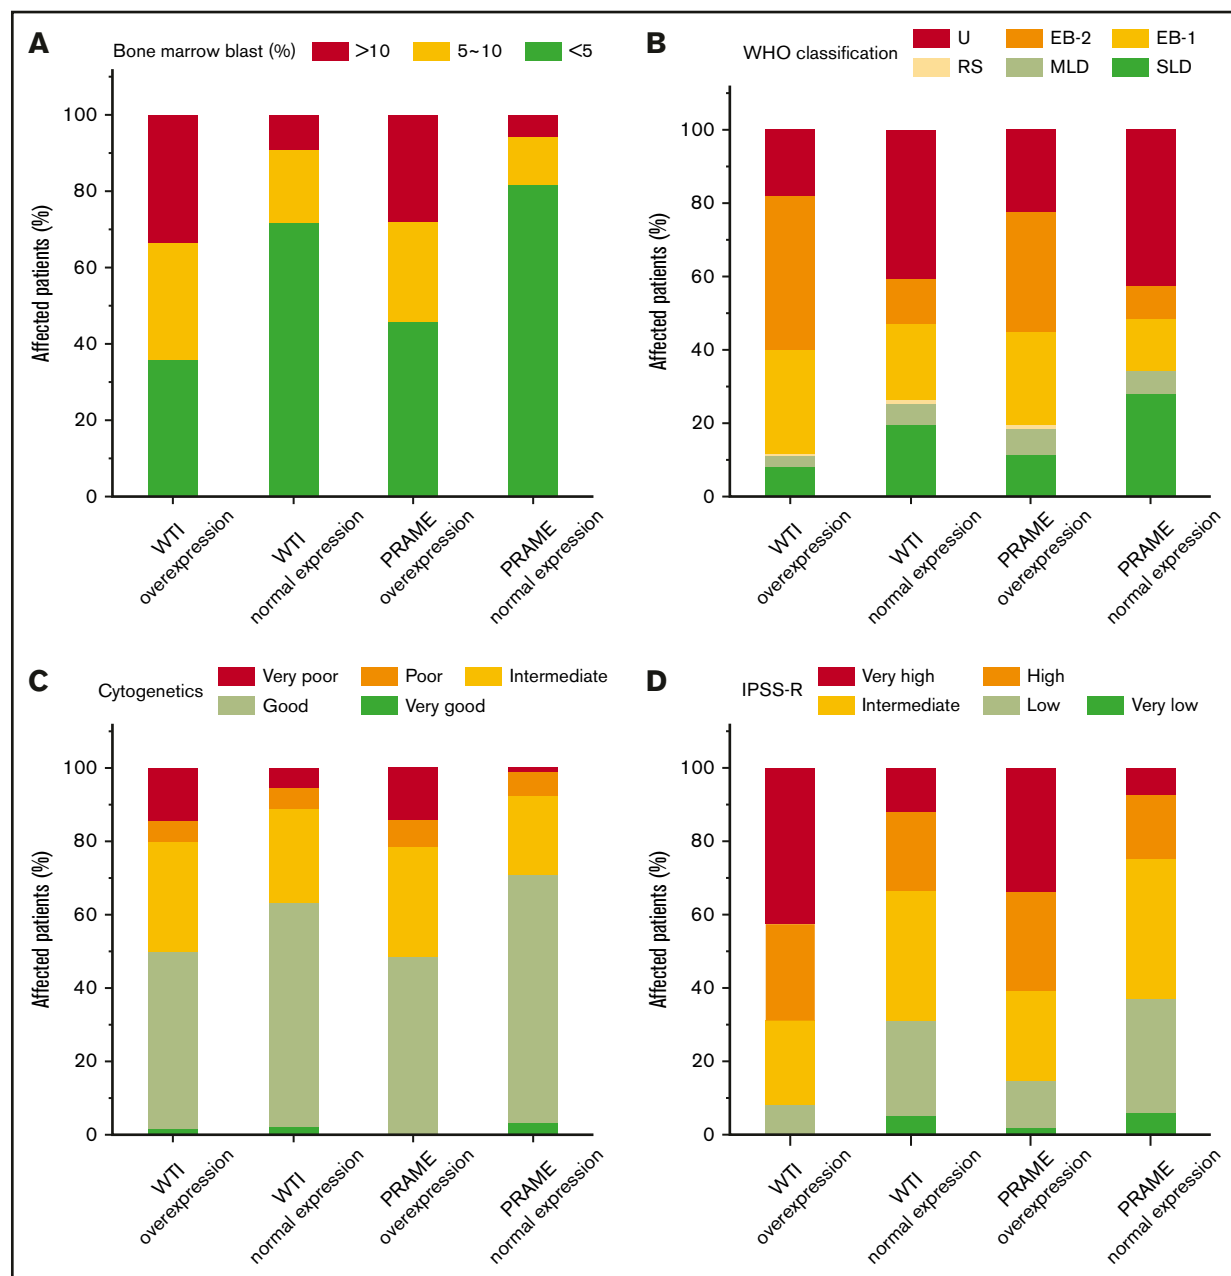 A
Bone marrow blast (%) >10 5~10 <5
Affected patients (%)
100
80
60
40
20
0
WTI
overexpression
WTI
normal expression
PRAME
overexpression
PRAME
normal expression
B
WHO classification
U EB-2 EB-1
RS MLD SLD
Affected patients (%)
100
80
60
40
20
0
WTI
overexpression
WTI
normal expression
PRAME
overexpression
PRAME
normal expression
C
Cytogenetics
Very poor Poor Intermediate
Good Very good
Affected patients (%)
100
80
60
40
20
0
WTI
overexpression
WTI
normal expression
PRAME
overexpression
PRAME
normal expression
D
IPSS-R
Very high High
Intermediate Low Very low
Affected patients (%)
100
80
60
40
20
0
WTI
overexpression
WTI
normal expression
PRAME
overexpression
PRAME
normal expression